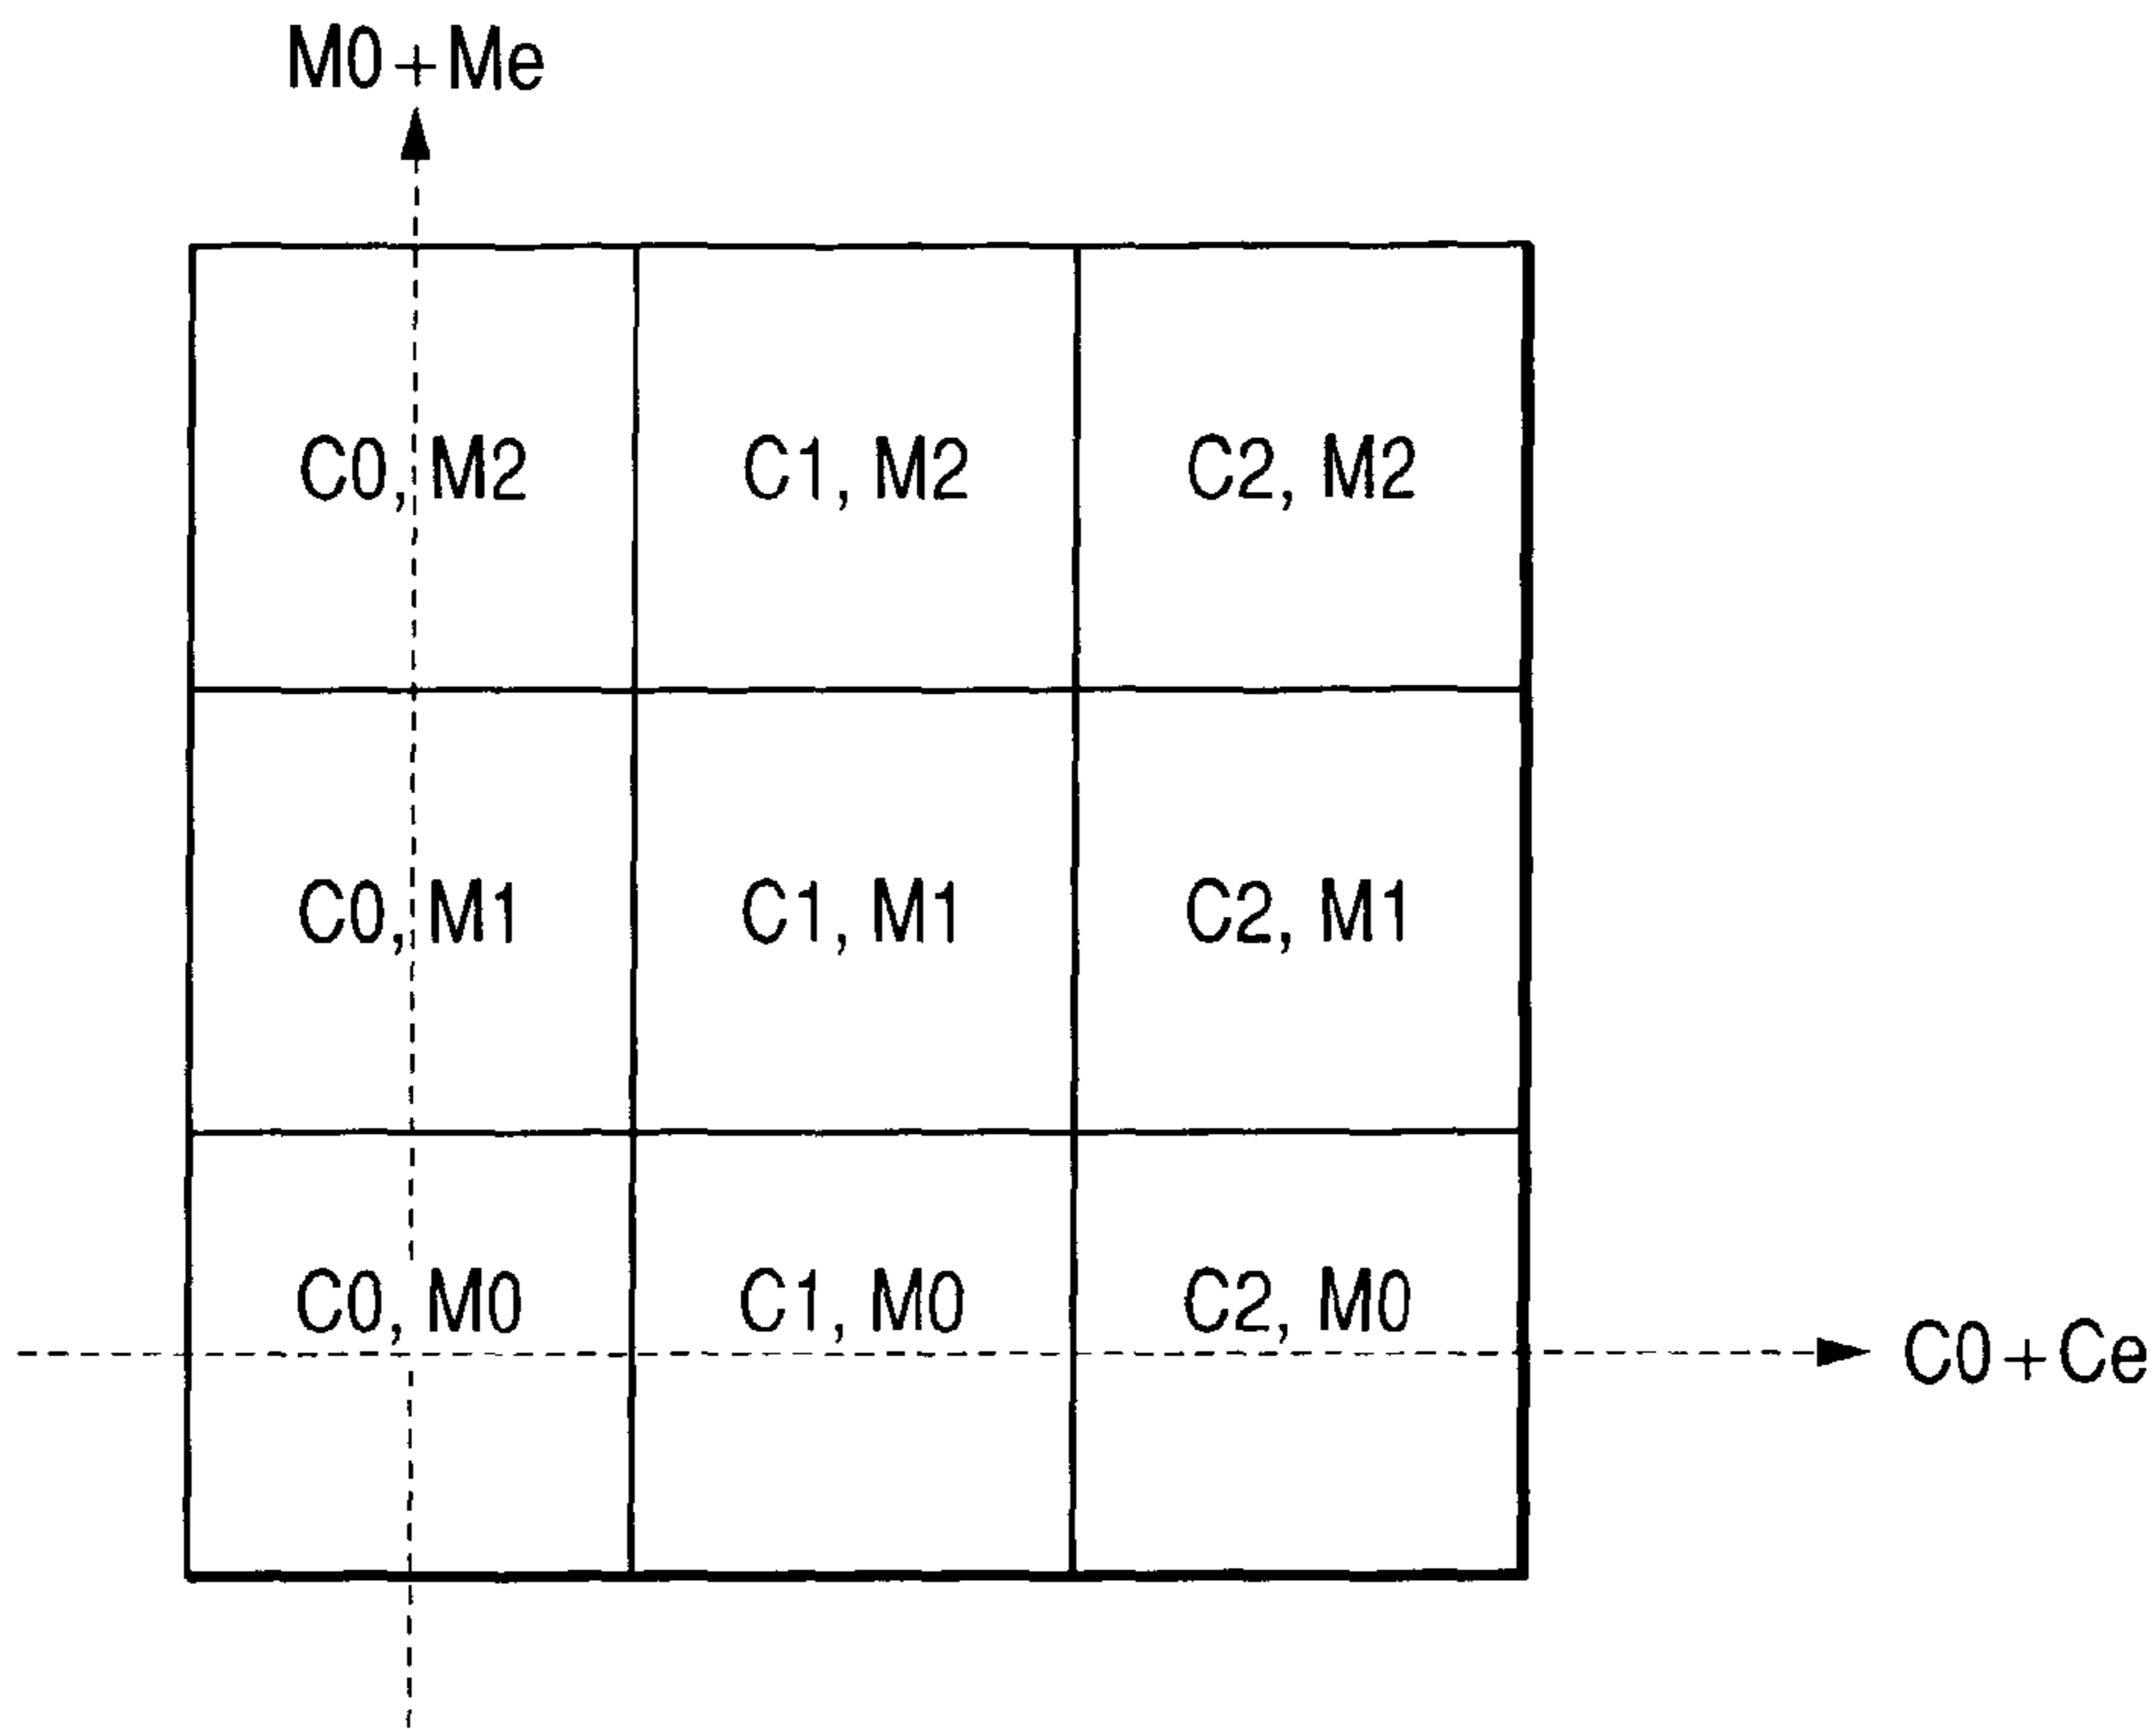 M0+Me
C0, M2 C1, M2 C2, M2
C0, M1 C1, M1 C2, M1
C0, M0 C1, M0 C2, M0
C0+Ce